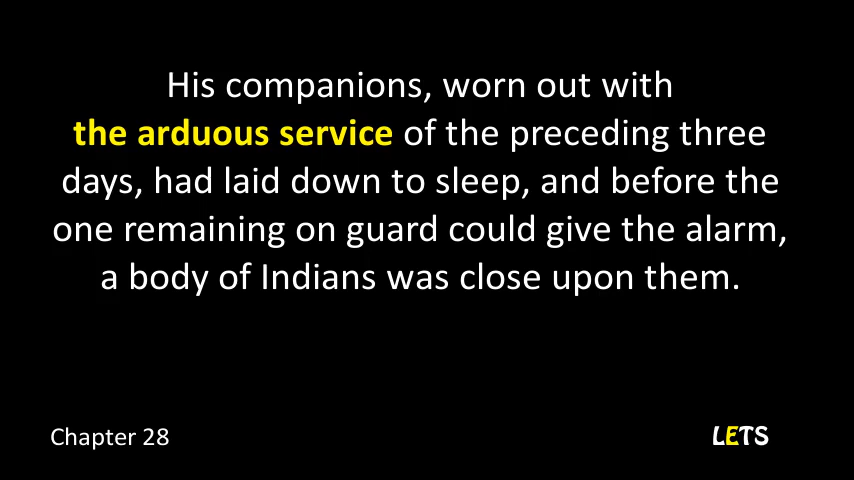 His companions, worn out with
the arduous service of the preceding three
days, had laid down to sleep, and before the
one remaining on guard could give the alarm,
a body of Indians was close upon them.
Chapter 28
LETS